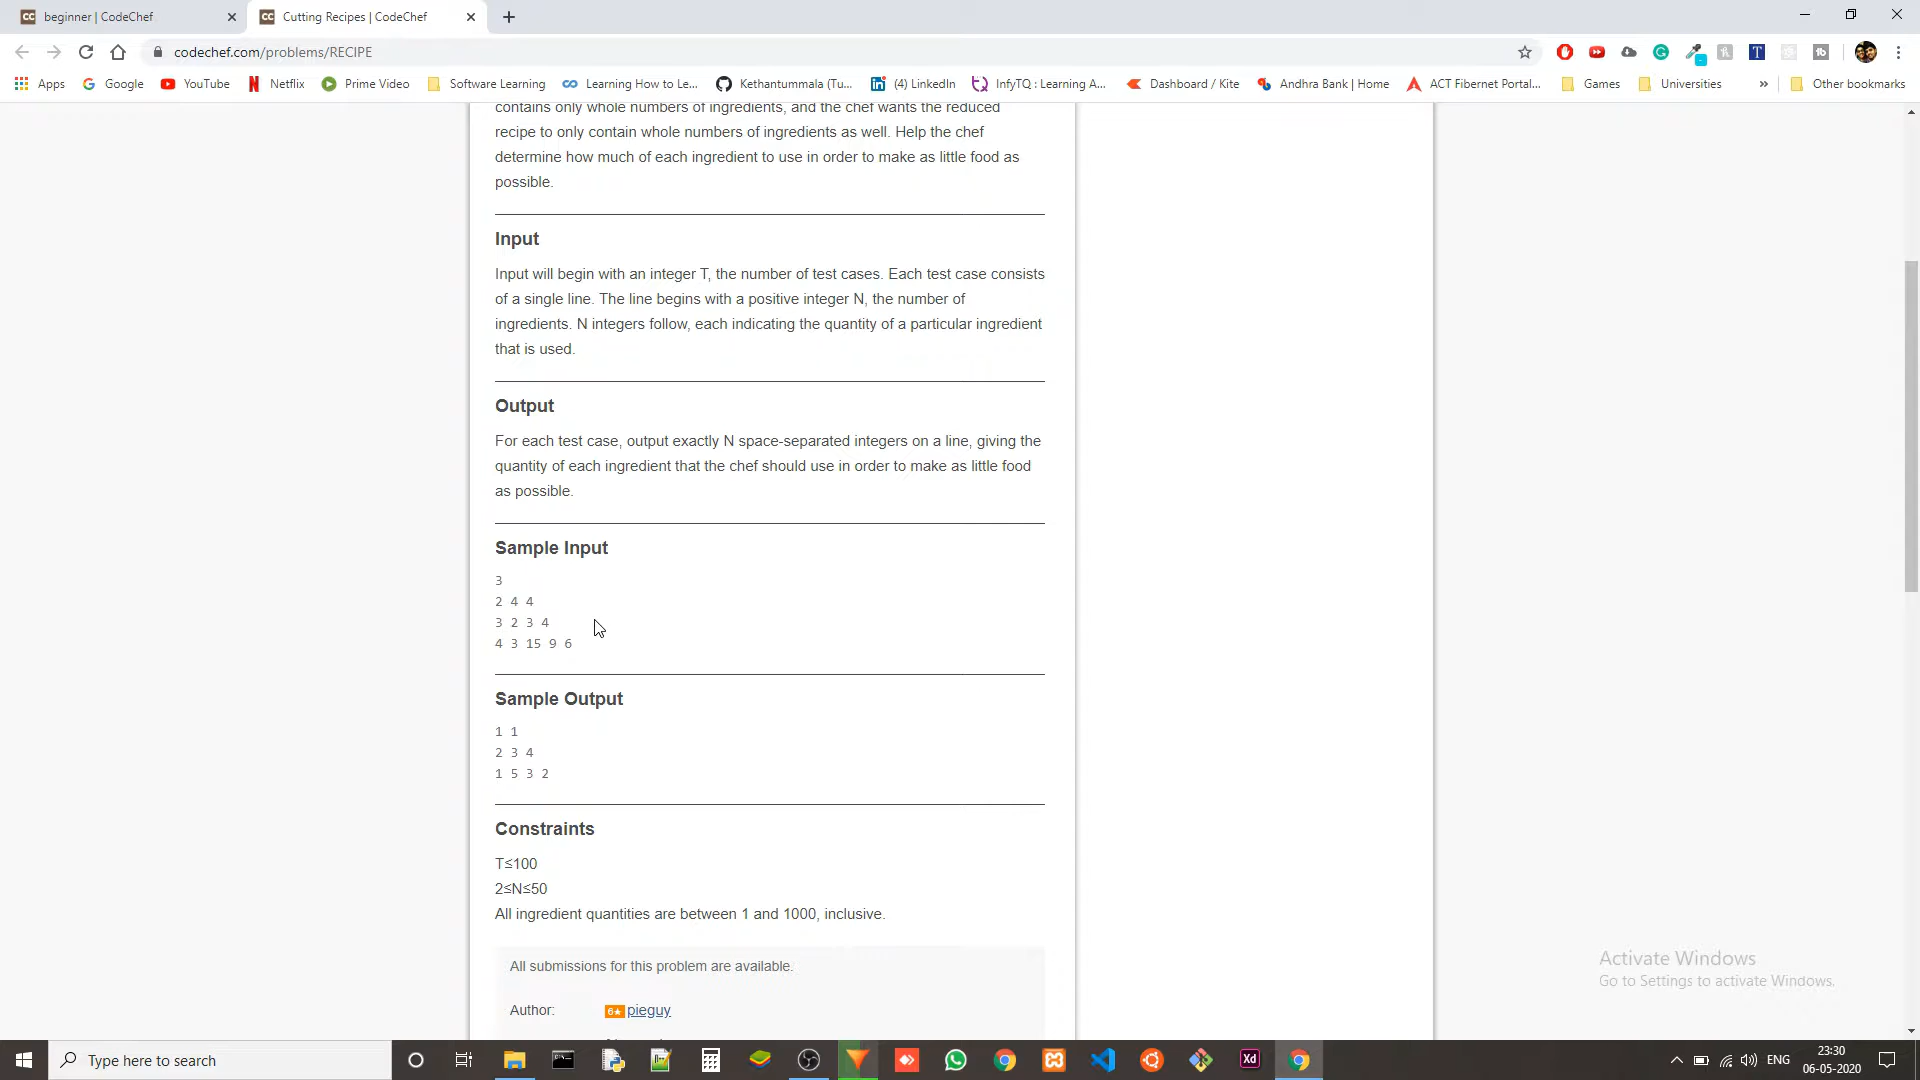 beginner | CodeChef
Cutting Recipes | CodeChef
codechef.com/problems/RECIPE
Apps
Google
YouTube
Netflix
Prime Video
Software Learning
Learning How to Le...
Kethantummala (Tu...
(4) LinkedIn
InfyTQ : Learning A...
Dashboard / Kite
Andhra Bank | Home
ACT Fibernet Portal...
Games
Universities
»
Other bookmarks
contains only whole numbers of ingredients, and the chef wants the reduced
recipe to only contain whole numbers of ingredients as well. Help the chef
determine how much of each ingredient to use in order to make as little food as
possible.
Input
Input will begin with an integer T, the number of test cases. Each test case consists
of a single line. The line begins with a positive integer N, the number of
ingredients. N integers follow, each indicating the quantity of a particular ingredient
that is used.
Output
For each test case, output exactly N space-separated integers on a line, giving the
quantity of each ingredient that the chef should use in order to make as little food
as possible.
Sample Input
3
2 4 4
3 2 3 4
4 3 15 9 6
Sample Output
1 1
2 3 4
1 5 3 2
Constraints
T≤100
2≤N≤50
All ingredient quantities are between 1 and 1000, inclusive.
All submissions for this problem are available.
Author:
6★ pieguy
Activate Windows
Go to Settings to activate Windows.
Type here to search
Xd
ENG
23:30
06-05-2020